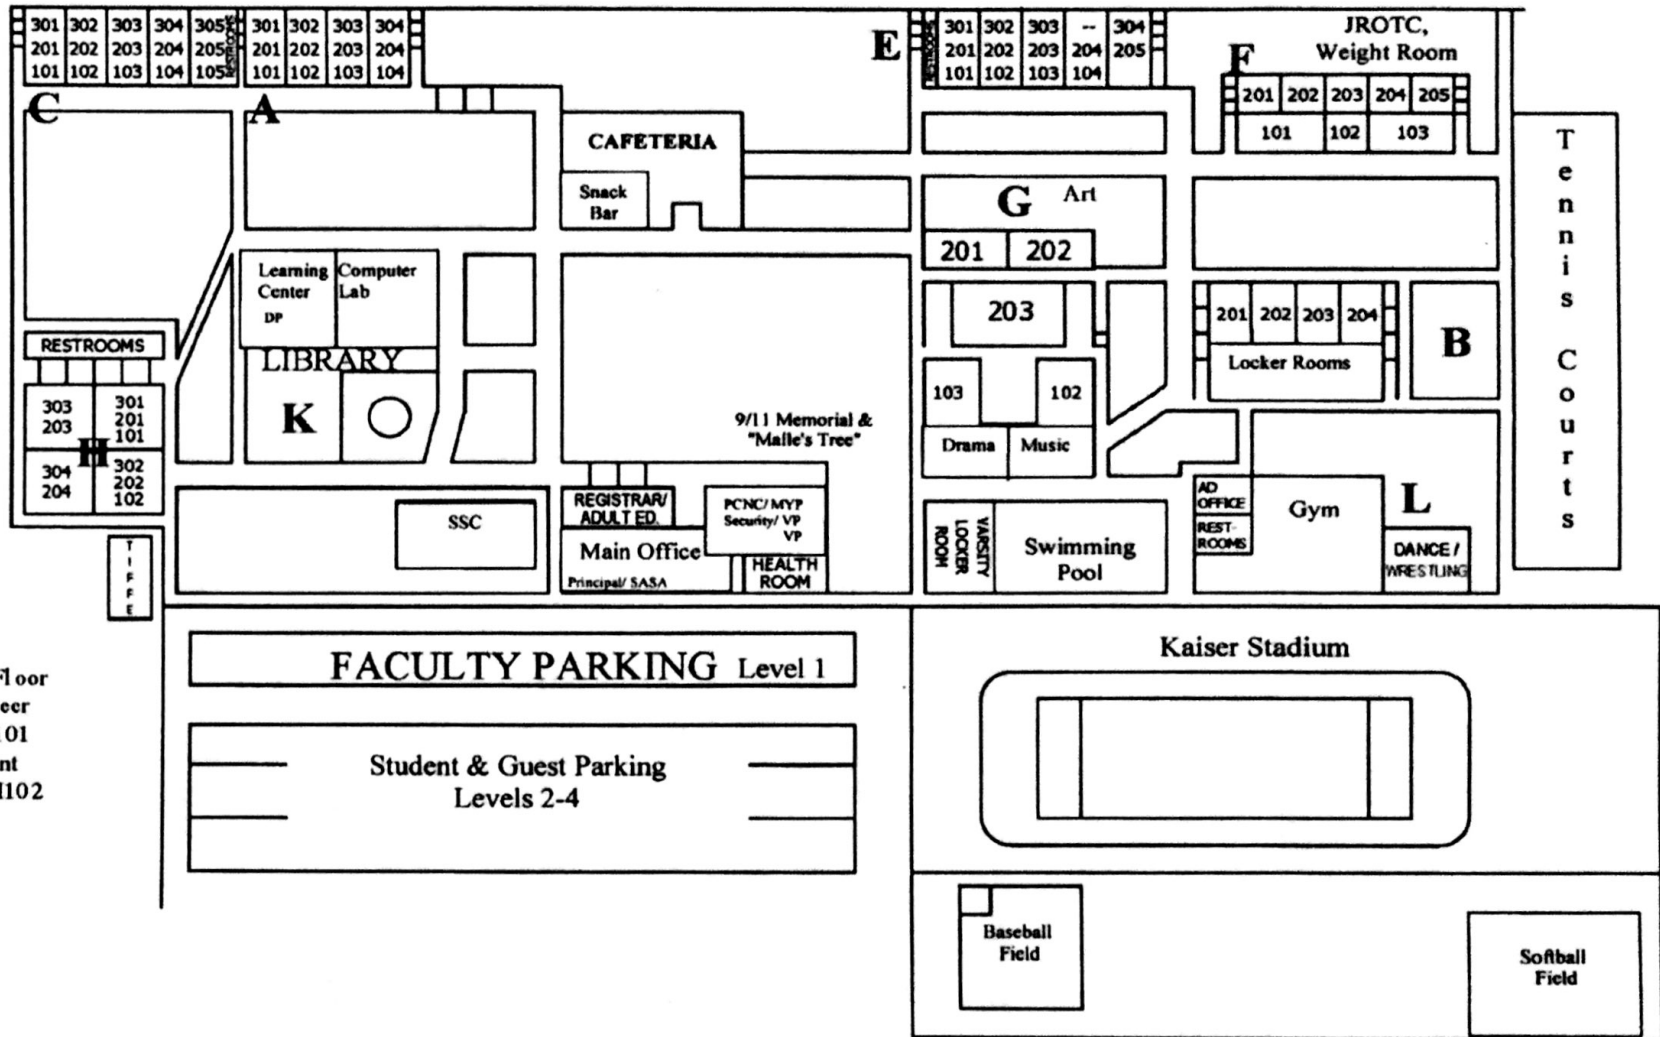 301 302 303 304 305 301 302 303 304
201 202 203 204 205 201 202 203 204
101 102 103 104 105 101 102 103 104
RESTROOMS
C
A
E
RESTROOMS
301 302 303 -- 304
201 202 203 204 205
101 102 103 104
F
JROTC,
Weight Room
201 202 203 204 205
101 102 103
Tennis Courts
CAFETERIA
Snack
Bar
G Art
201 202
203
103 102
Drama Music
Learning
Center
DP
Computer
Lab
LIBRARY
K
201 202 203 204
Locker Rooms
B
RESTROOMS
303
203
301
201
101
H
304
204
302
202
102
9/11 Memorial &
"Maile's Tree"
SSC
REGISTRAR/
ADULT ED.
Main Office
Principal/ SASA
PCNC/ MYP
Security/ VP
VP
HEALTH
ROOM
VARSITY
LOCKER
ROOM
Swimming
Pool
AD
OFFICE
REST-
ROOMS
Gym
L
DANCE /
WRESTLING
TIFFE
Floor
eer
01
nt
H102
FACULTY PARKING Level 1
Student & Guest Parking
Levels 2-4
Kaiser Stadium
Baseball
Field
Softball
Field